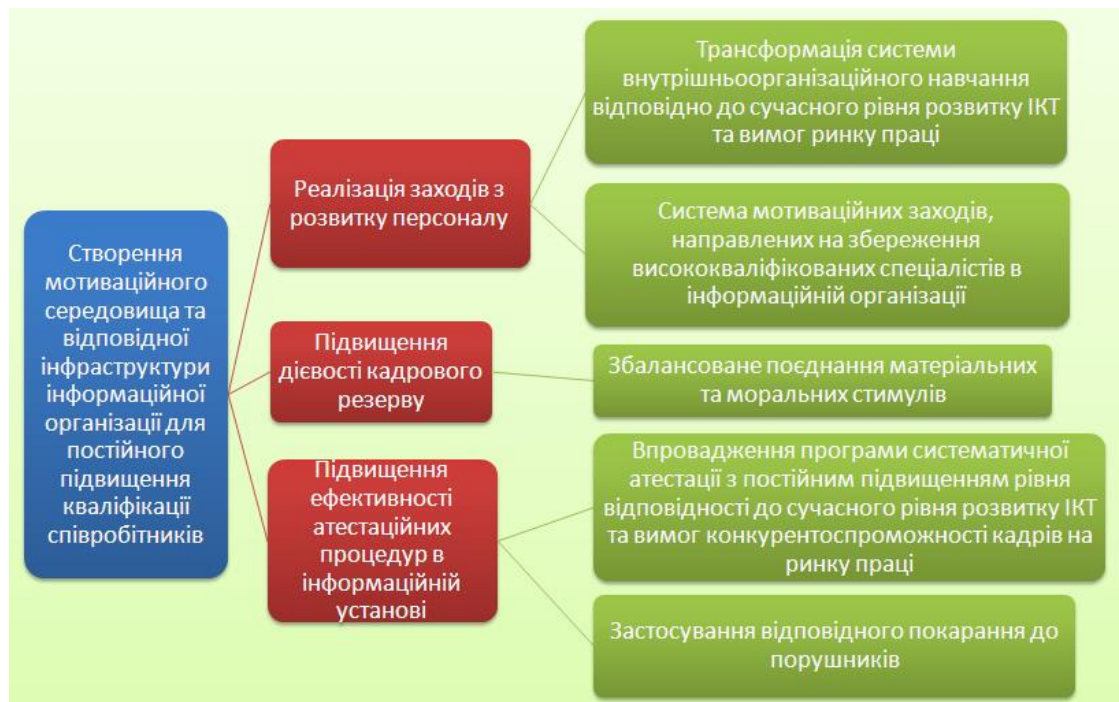 Створення
мотиваційного
середовища та
відповідної
інфраструктури
інформаційної
організації для
постійного
підвищення
кваліфікації
співробітників
Реалізація заходів з
розвитку персоналу
Трансформація системи
внутрішньоорганізаційного навчання
відповідно до сучасного рівня розвитку ІКТ
та вимог ринку праці
Система мотиваційних заходів,
направлених на збереження
висококваліфікованих спеціалістів в
інформаційній організації
Підвищення
дієвості кадрового
резерву
Збалансоване поєднання матеріальних
та моральних стимулів
Підвищення
ефективності
атестаційних
процедур в
інформаційній
установі
Впровадження програми систематичної
атестації з постійним підвищенням рівня
відповідності до сучасного рівня розвитку ІКТ
та вимог конкурентоспроможності кадрів на
ринку праці
Застосування відповідного покарання до
порушників